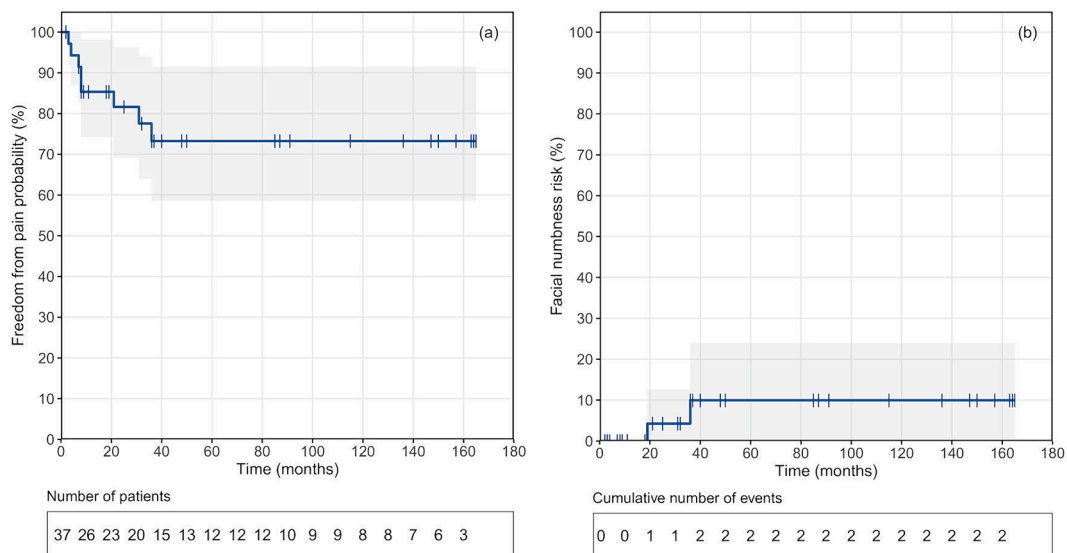 (a)
Freedom from pain probability (%)
100
90
80
70
60
50
40
30
20
10
0
0 20 40 60 80 100 120 140 160 180
Time (months)
Number of patients
37 26 23 20 15 13 12 12 12 10 9 9 8 8 7 6 3
(b)
Facial numbness risk (%)
100
90
80
70
60
50
40
30
20
10
0
0 20 40 60 80 100 120 140 160 180
Time (months)
Cumulative number of events
0 0 1 1 2 2 2 2 2 2 2 2 2 2 2 2 2